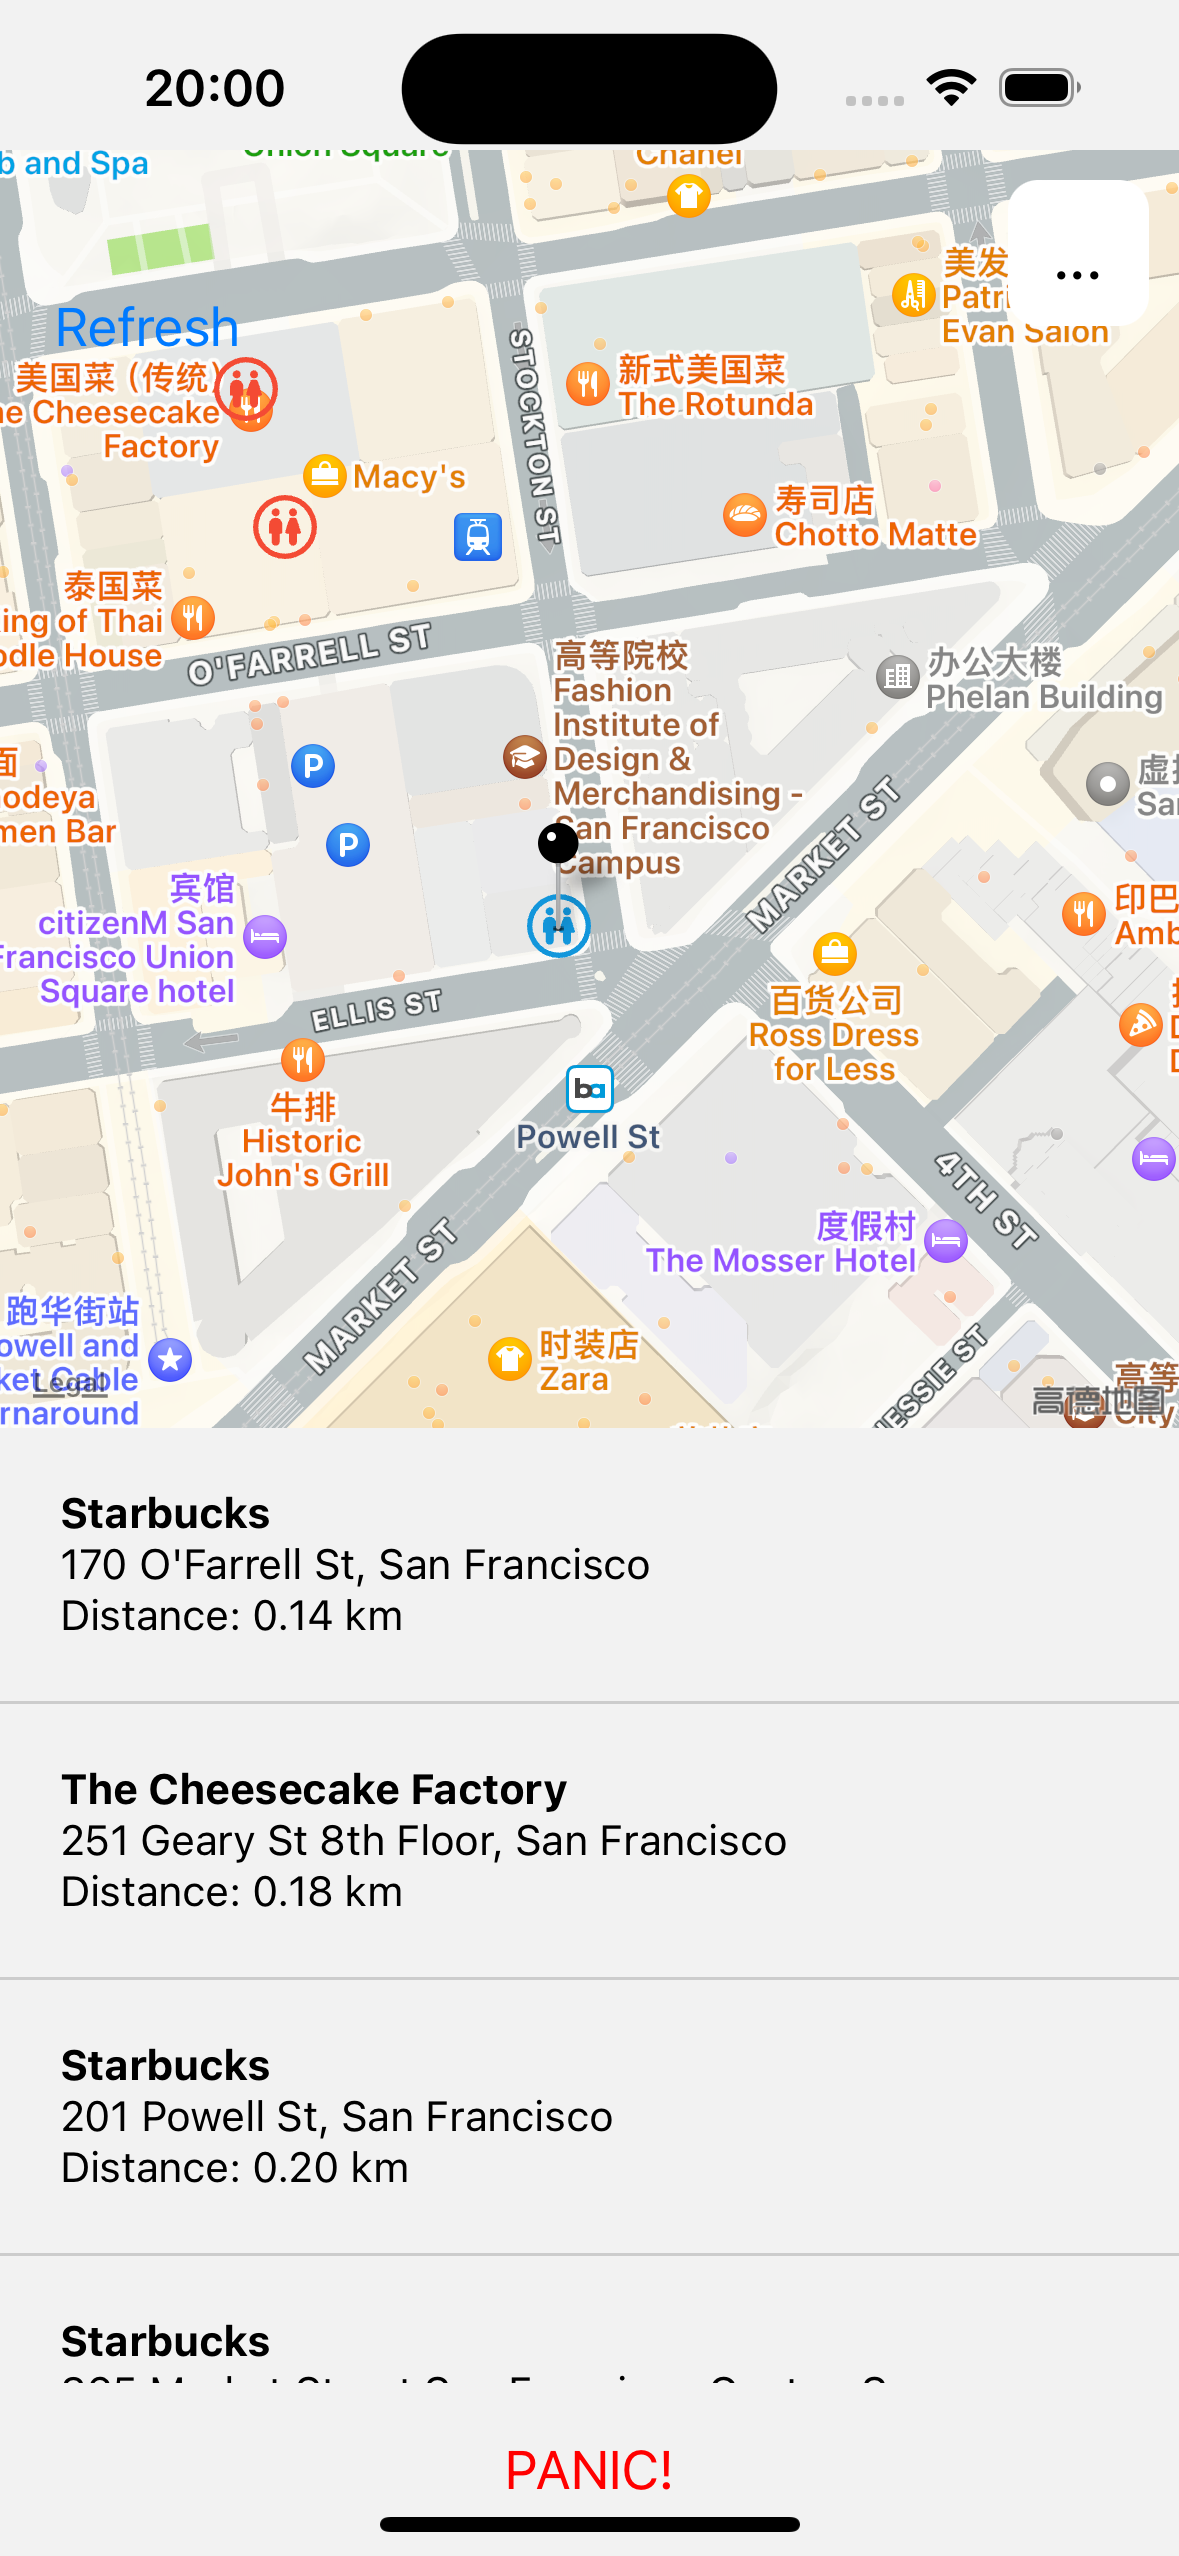 20:00
b and Spa
Union Square
Chanel
美发
Patri
Evan Salon
...
Refresh
美国菜（传统）
he Cheesecake
Factory
STOCKTON ST
新式美国菜
The Rotunda
Macy's
寿司店
Chotto Matte
泰国菜
ing of Thai
odle House
O'FARRELL ST
高等院校
Fashion
Institute of
Design &
Merchandising -
San Francisco
Campus
办公大楼
Phelan Building
面
odeya
men Bar
P
P
MARKET ST
虚拟
Sa
宾馆
citizenM San
Francisco Union
Square hotel
印巴
Amb
百货公司
Ross Dress
for Less
ELLIS ST
牛排
Historic
John's Grill
ba
Powell St
4TH ST
度假村
The Mosser Hotel
MARKET ST
跑华街站
owell and
ket Cable
rnaround
Legal
时装店
Zara
JESSIE ST
高等
City
高德地图
Starbucks
170 O'Farrell St, San Francisco
Distance: 0.14 km
The Cheesecake Factory
251 Geary St 8th Floor, San Francisco
Distance: 0.18 km
Starbucks
201 Powell St, San Francisco
Distance: 0.20 km
Starbucks
PANIC!